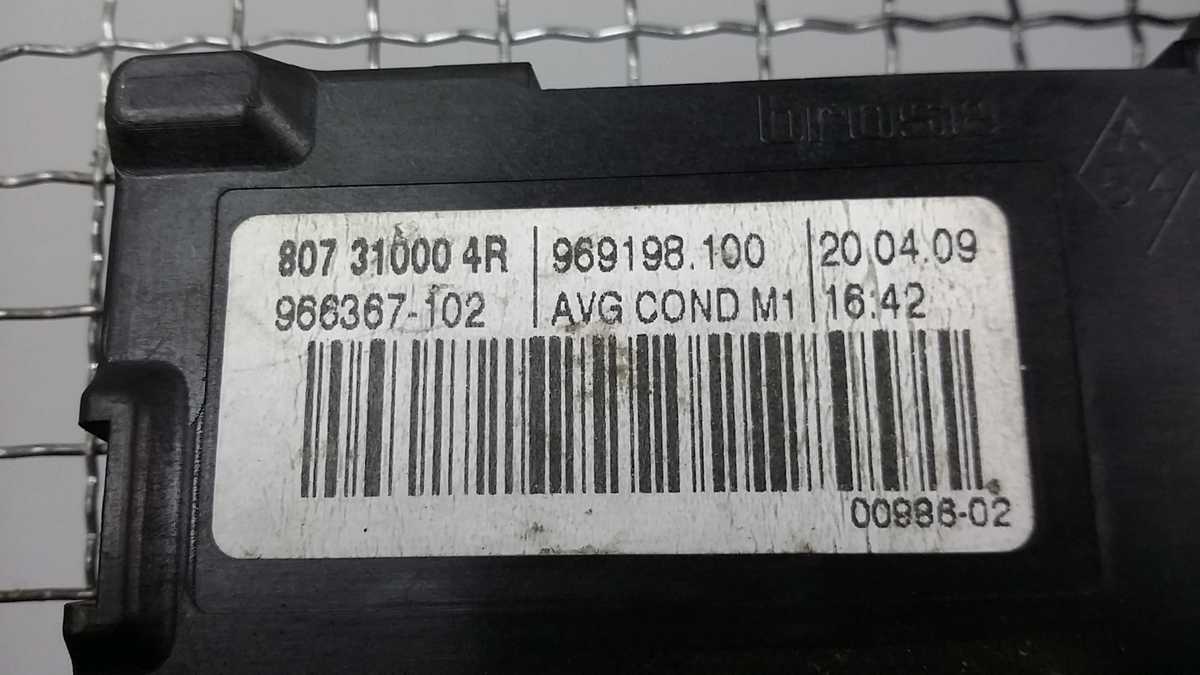 brose
807 31000 4R 969198.100 20.04.09
966367-102 AVG COND M1 16:42
00986-02